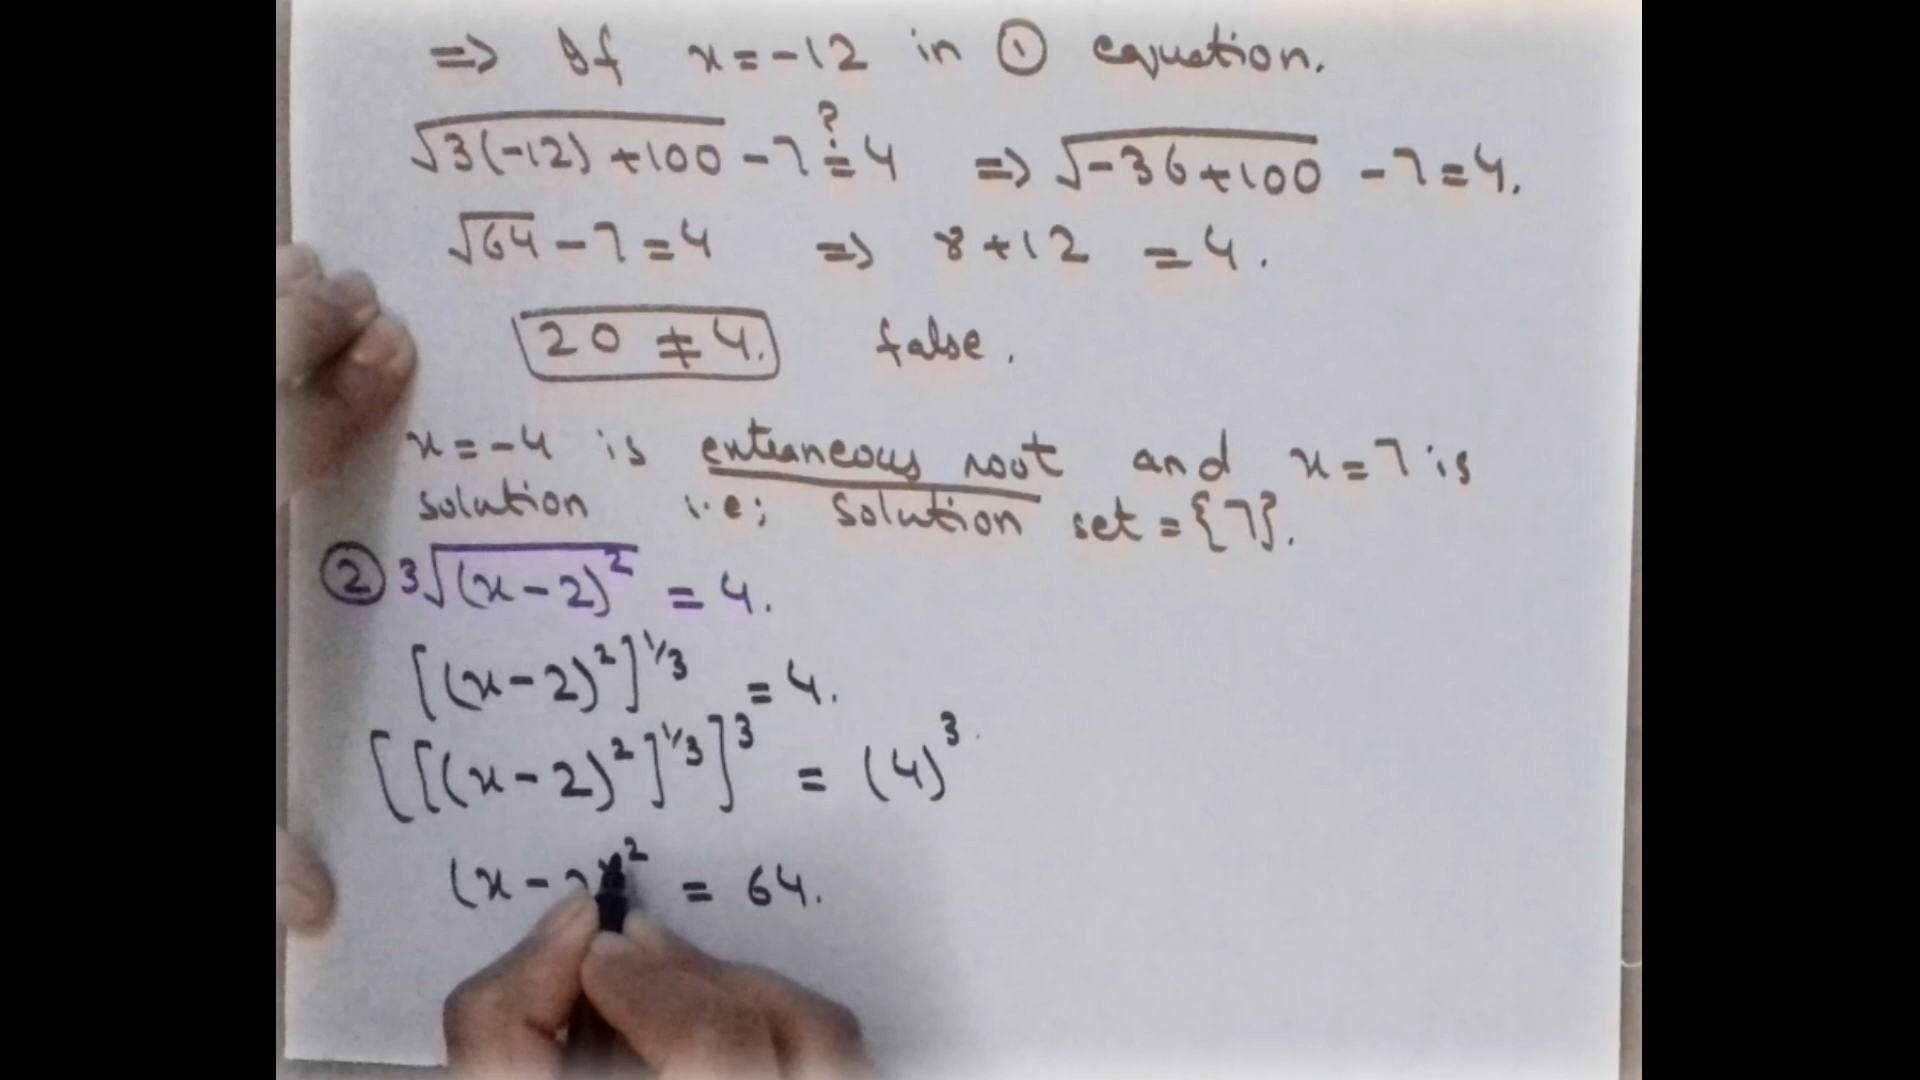 => If x = -12 in ① equation.
√3(-12) + 100 - 7 ≟ 4 => √-36 + 100 - 7 = 4.
√64 - 7 = 4 => 8 + 12 = 4.
20 ≠ 4. false.
x = -4 is extraneous root and x = 7 is
solution i.e; solution set = {7}.
② ³√(x - 2)² = 4.
[(x - 2)²]^1/3 = 4.
[[(x - 2)²]^1/3]³ = (4)³
(x - 2)² = 64.